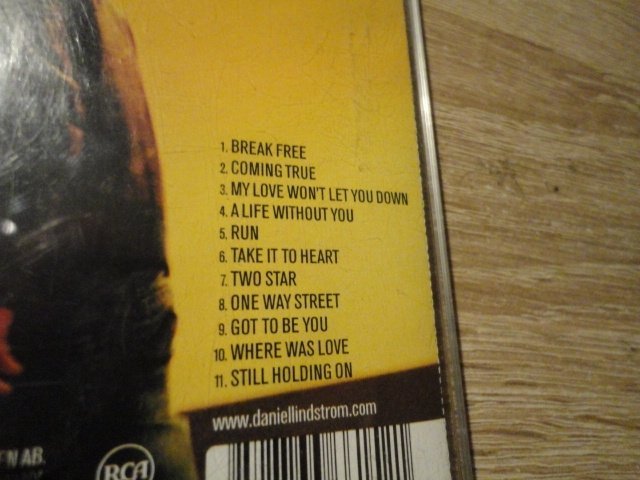 1. BREAK FREE
2. COMING TRUE
3. MY LOVE WON'T LET YOU DOWN
4. A LIFE WITHOUT YOU
5. RUN
6. TAKE IT TO HEART
7. TWO STAR
8. ONE WAY STREET
9. GOT TO BE YOU
10. WHERE WAS LOVE
11. STILL HOLDING ON
www.daniellindstrom.com
AB.
RCA